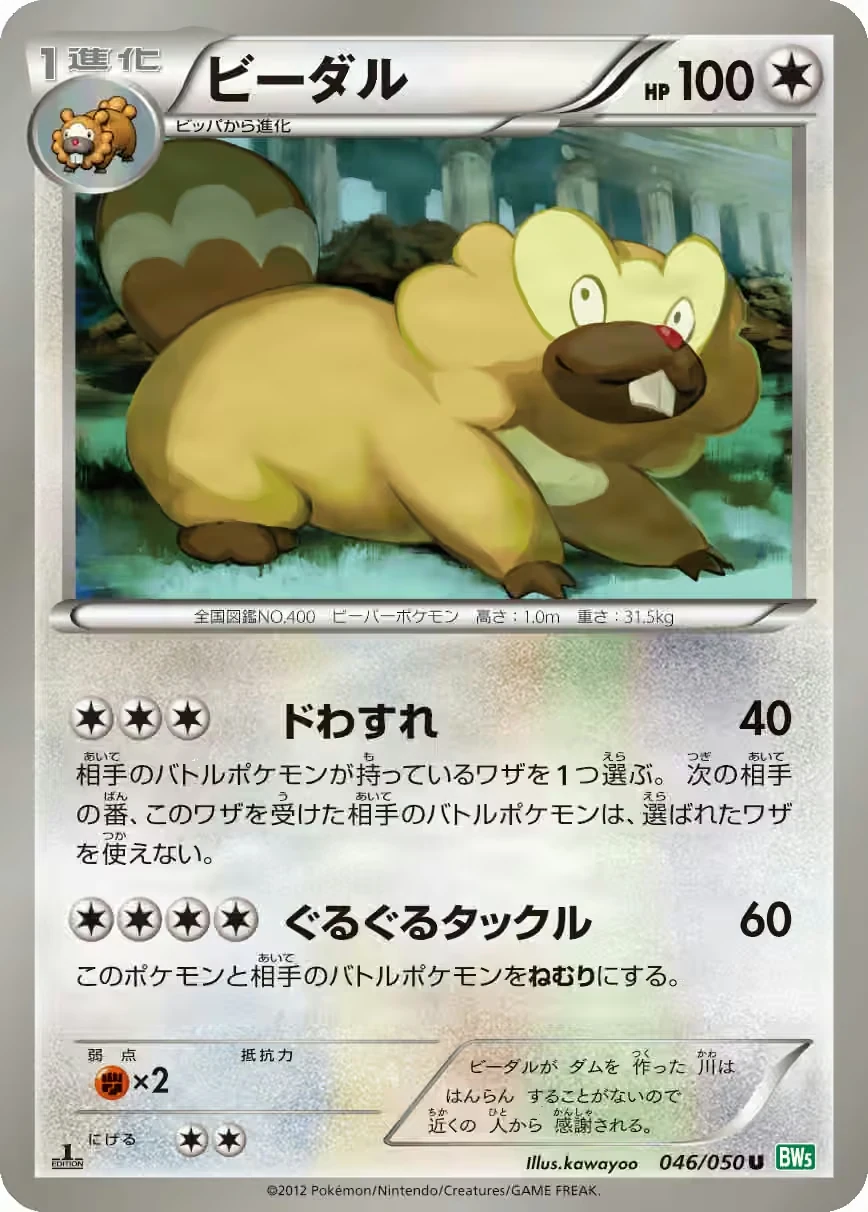 1進化
ビーダル
HP 100
ビッパから進化
全国図鑑NO.400 ビーバーポケモン 高さ：1.0m 重さ：31.5kg
ドわすれ 40
相手のバトルポケモンが持っているワザを1つ選ぶ。次の相手
の番、このワザを受けた相手のバトルポケモンは、選ばれたワザ
を使えない。
ぐるぐるタックル 60
このポケモンと相手のバトルポケモンをねむりにする。
弱点 抵抗力
×2
にげる
ビーダルが ダムを 作った 川は
はんらん することがないので
近くの 人から 感謝される。
1 EDITION
Illus.kawayoo 046/050 U BW5
©2012 Pokémon/Nintendo/Creatures/GAME FREAK.